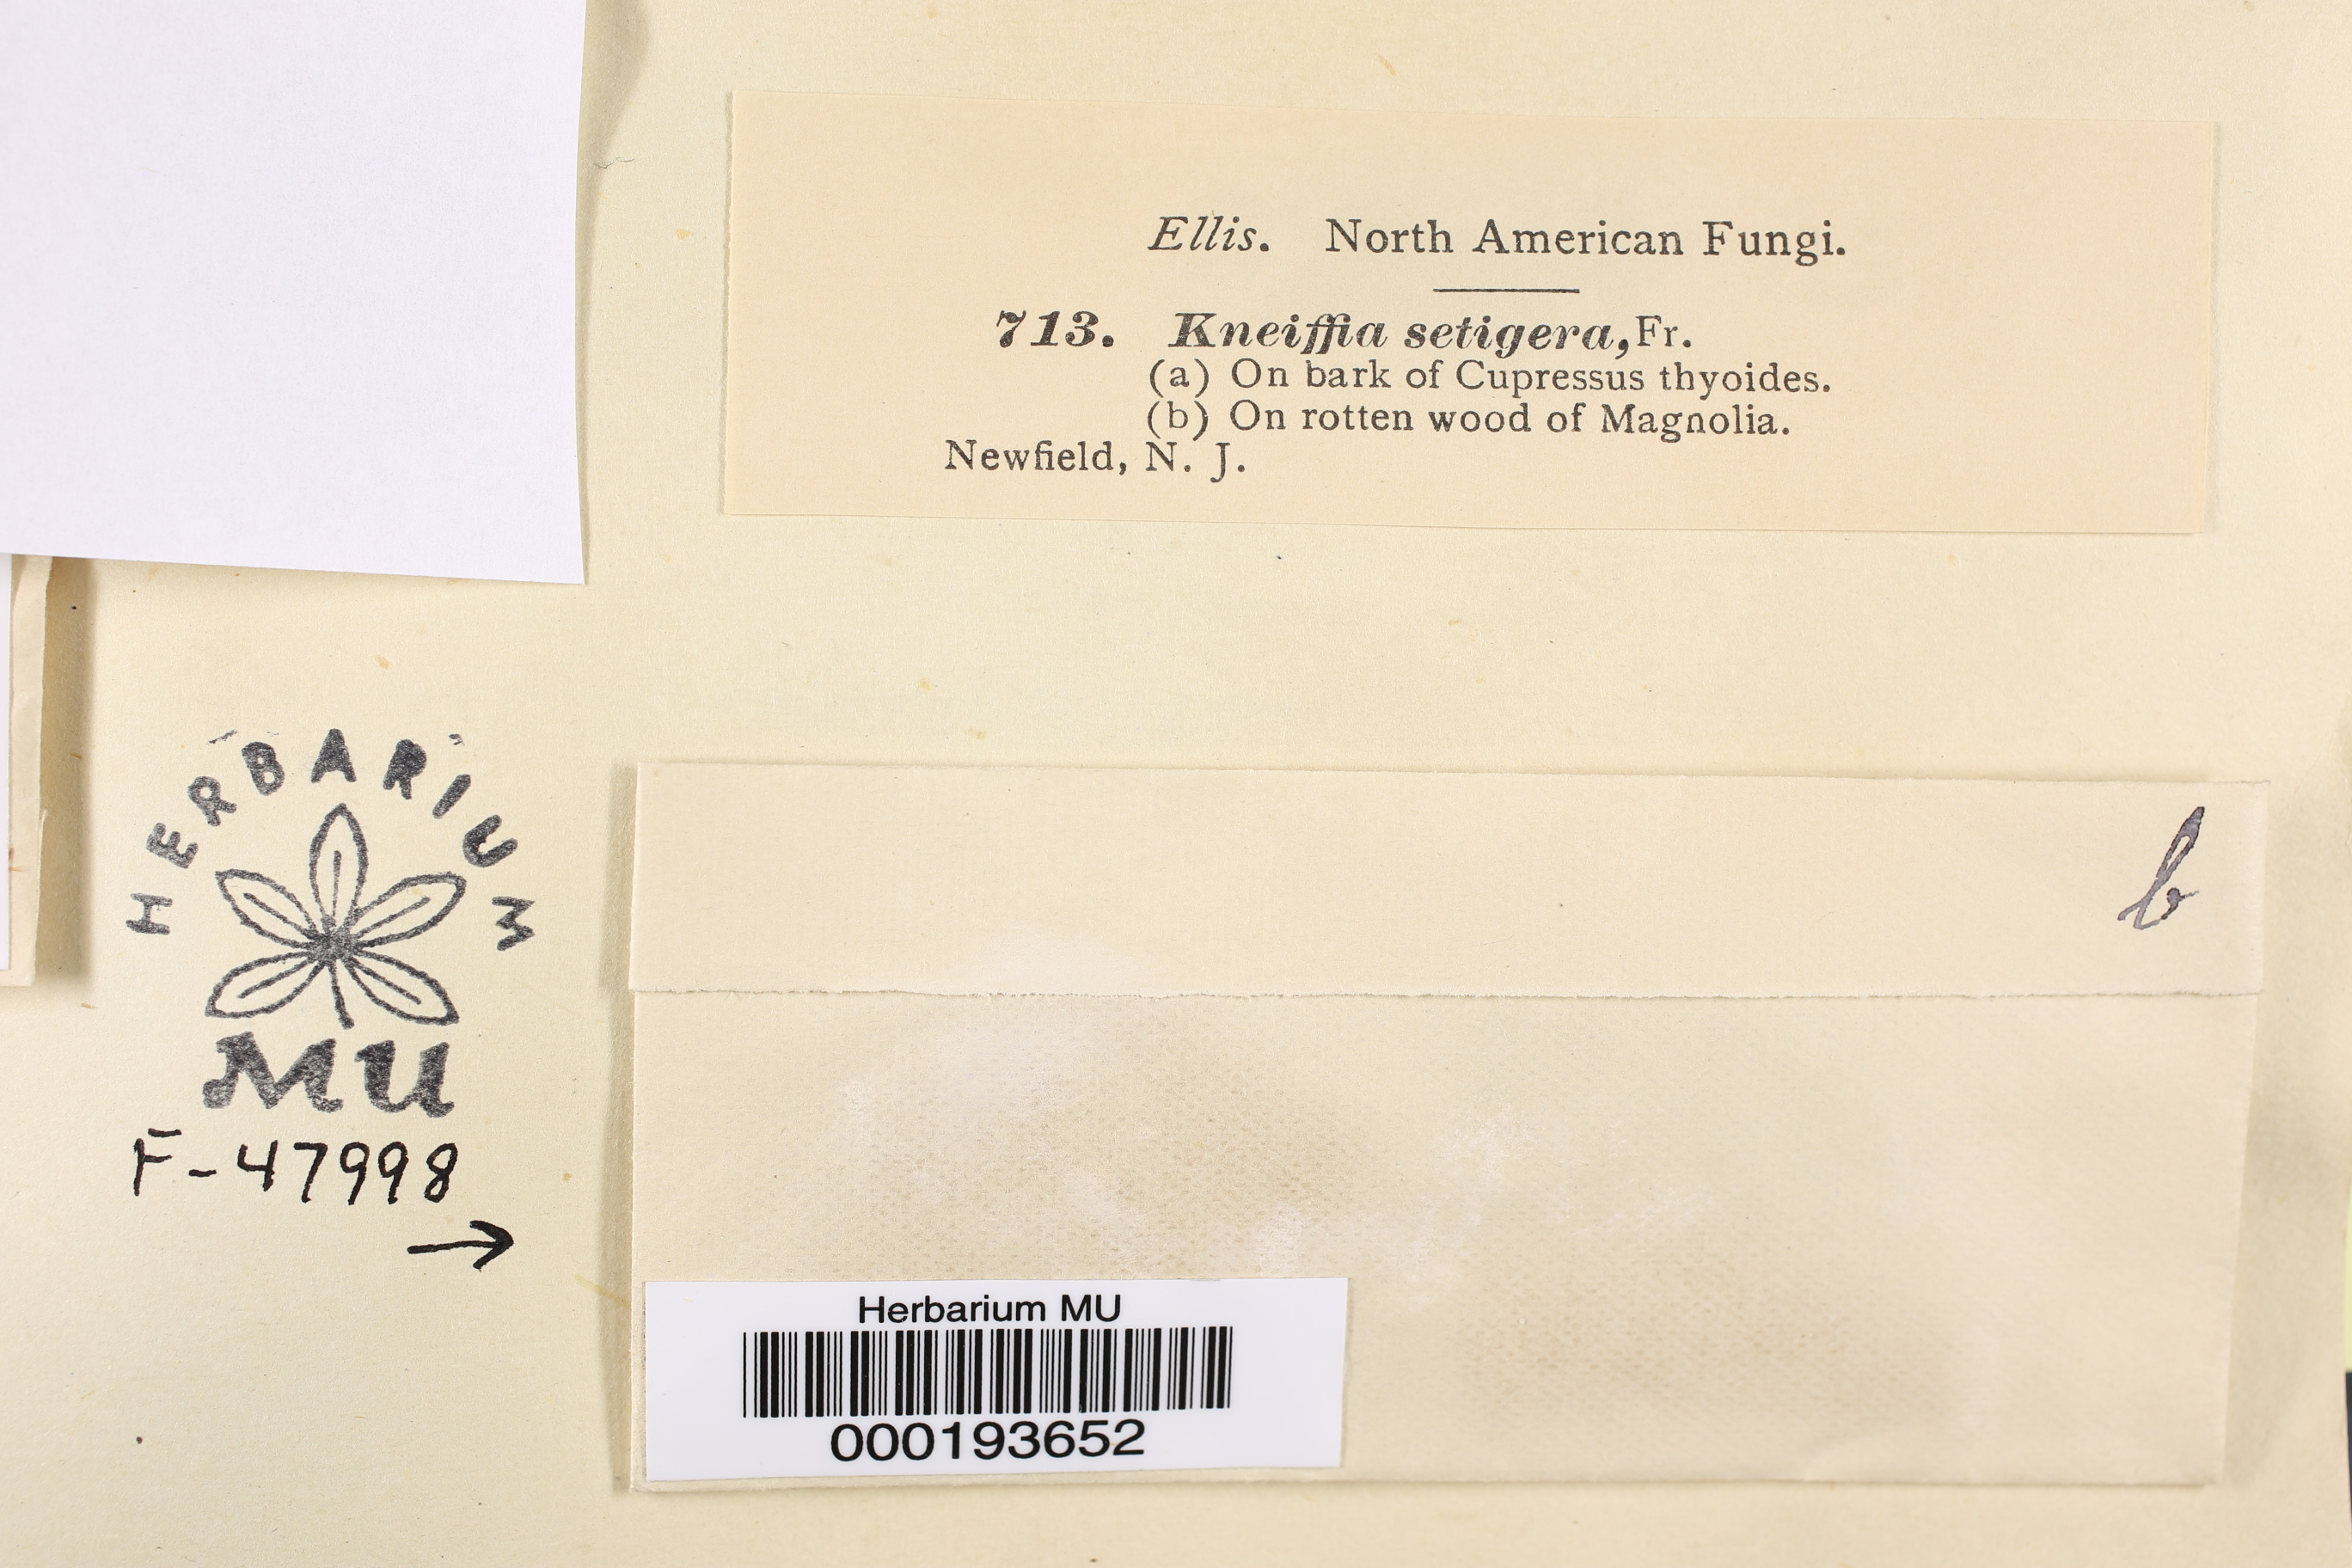 Ellis. North American Fungi.
713. Kneiffia setigera, Fr.
(a) On bark of Cupressus thyoides.
(b) On rotten wood of Magnolia.
Newfield, N. J.
HERBARIUM
MU
F-47998
→
b
Herbarium MU
000193652